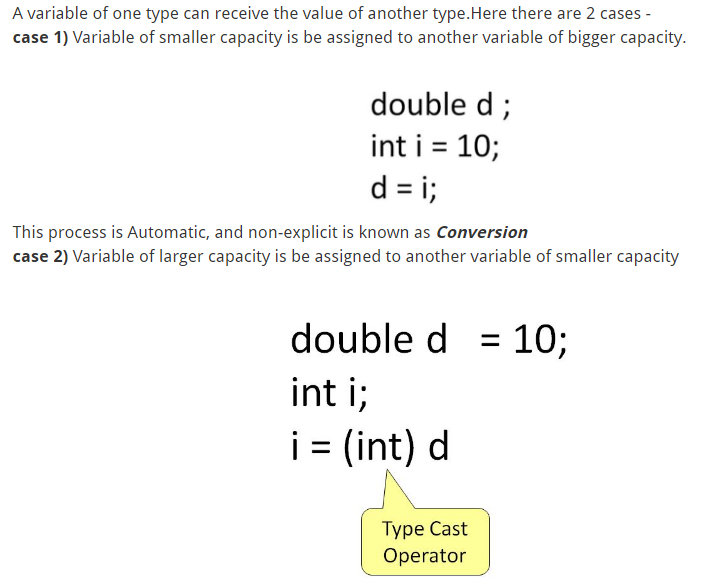 A variable of one type can receive the value of another type.Here there are 2 cases -
case 1) Variable of smaller capacity is be assigned to another variable of bigger capacity.
double d ;
int i = 10;
d = i;
This process is Automatic, and non-explicit is known as Conversion
case 2) Variable of larger capacity is be assigned to another variable of smaller capacity
double d = 10;
int i;
i = (int) d
Type Cast
Operator